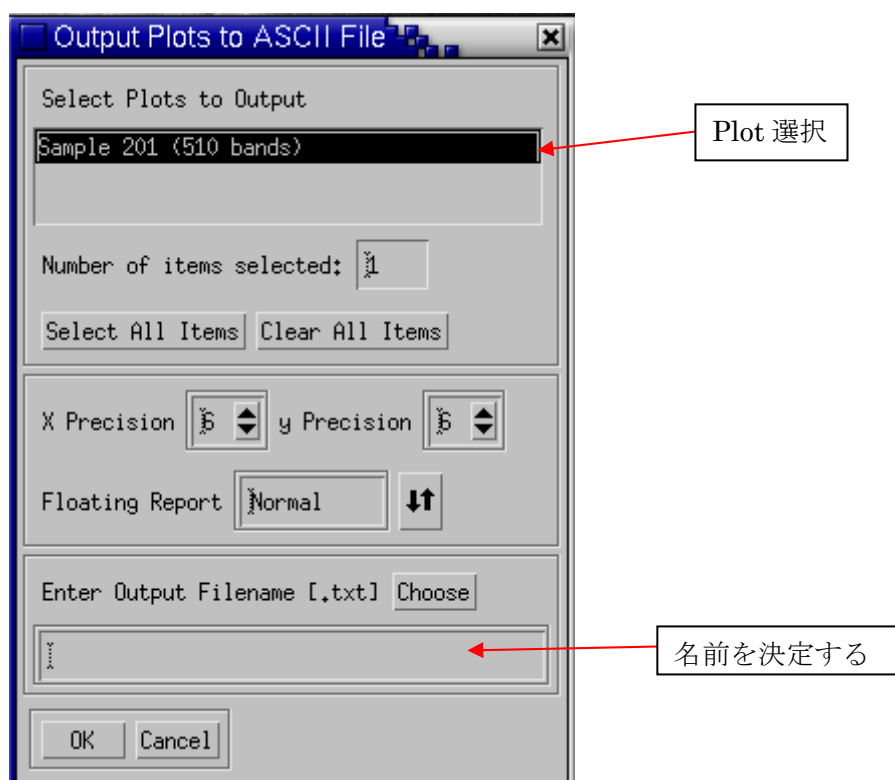 Output Plots to ASCII File
Select Plots to Output
Plot 選択
Sample 201 (510 bands)
Number of items selected: 1
Select All Items Clear All Items
X Precision 6 y Precision 6
Floating Report Normal
Enter Output Filename [.txt] Choose
名前を決定する
OK Cancel